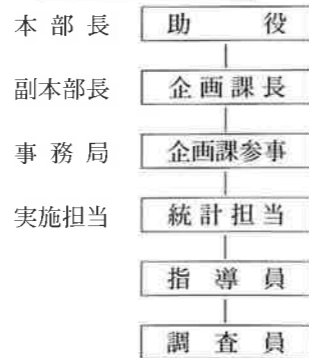 本部長 助役
副本部長 企画課長
事務局 企画課参事
実施担当 統計担当
指導員
調査員